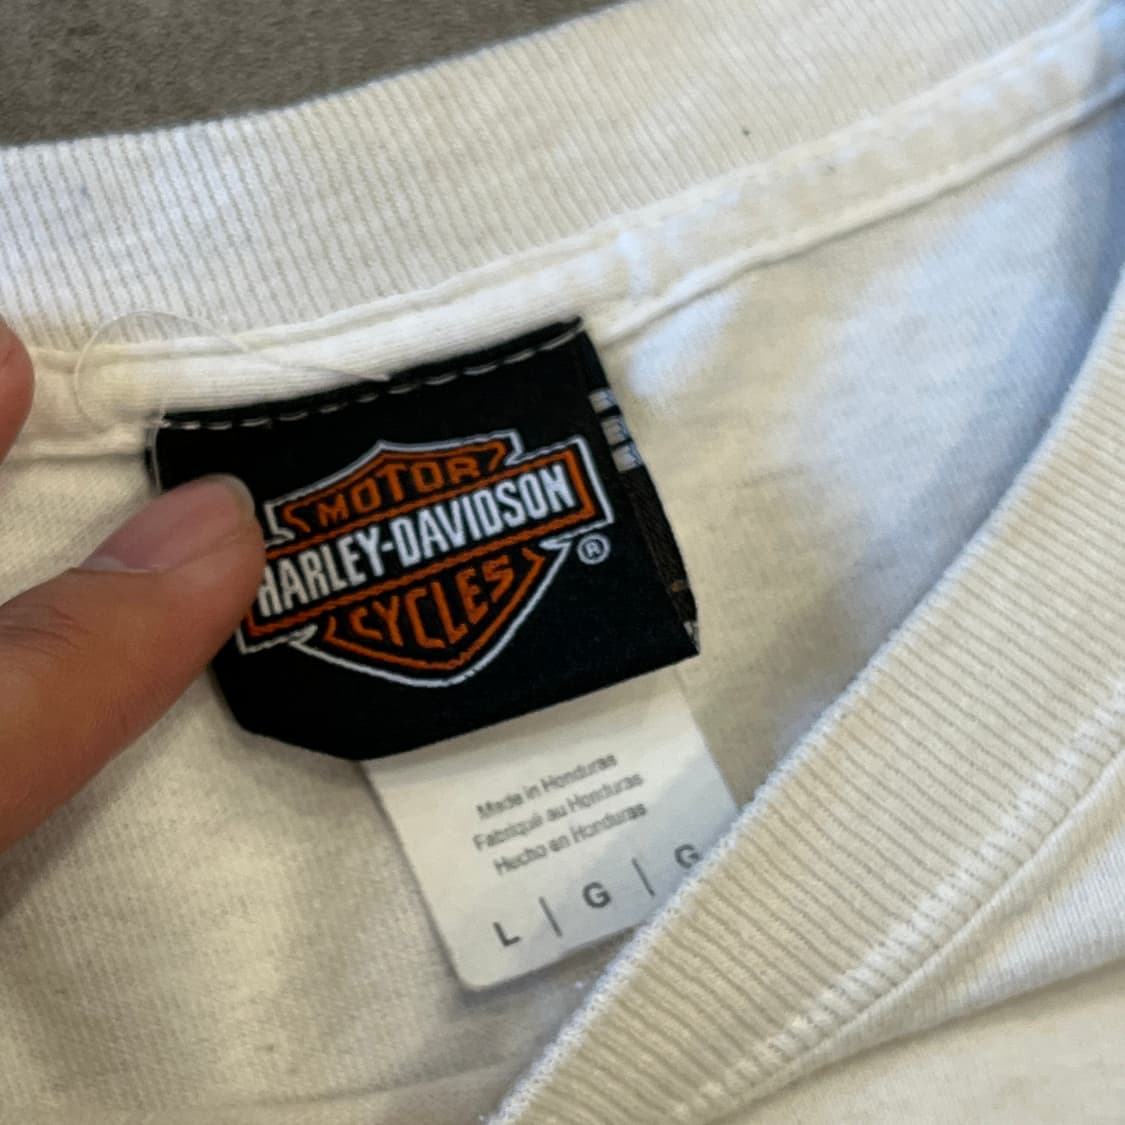 MOTOR
HARLEY-DAVIDSON
CYCLES
®
Made in Honduras
Fabriqué au Honduras
Hecho en Honduras
L | G | G